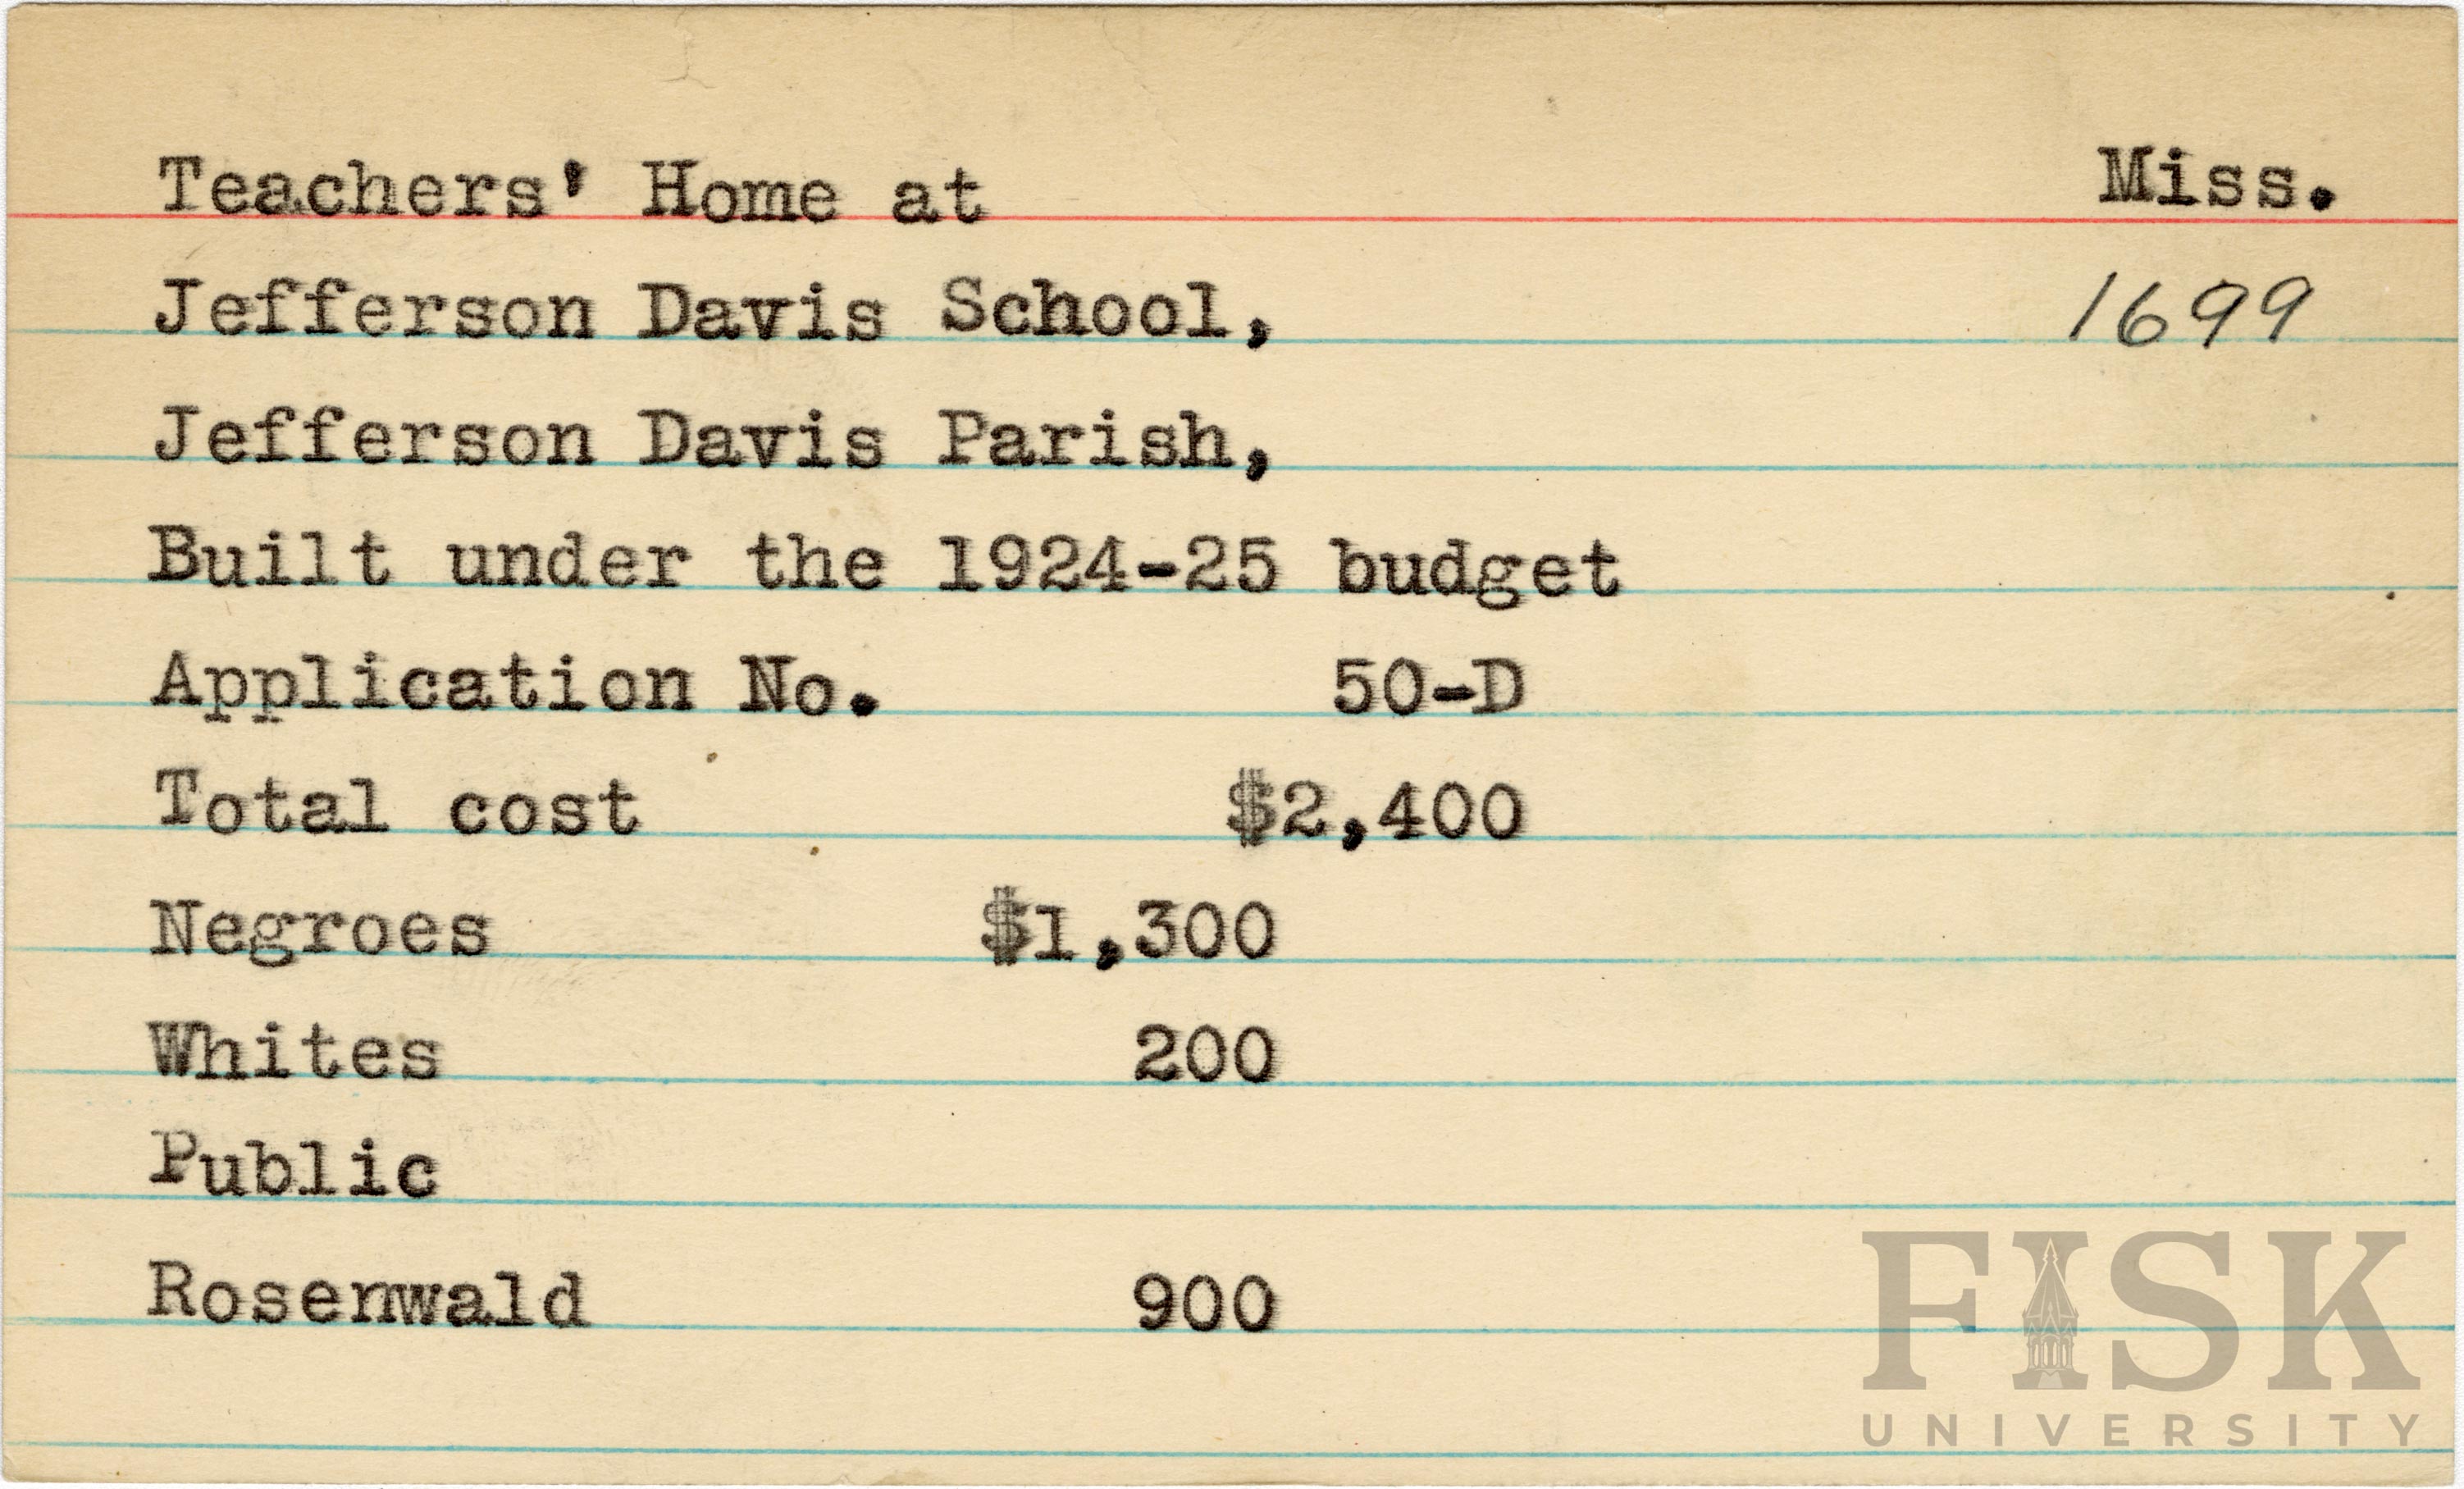 Teachers' Home at Miss.
Jefferson Davis School, 1699
Jefferson Davis Parish,
Built under the 1924-25 budget
Application No. 50-D
Total cost $2,400
Negroes $1,300
Whites 200
Public
Rosenwald 900
FISK
UNIVERSITY